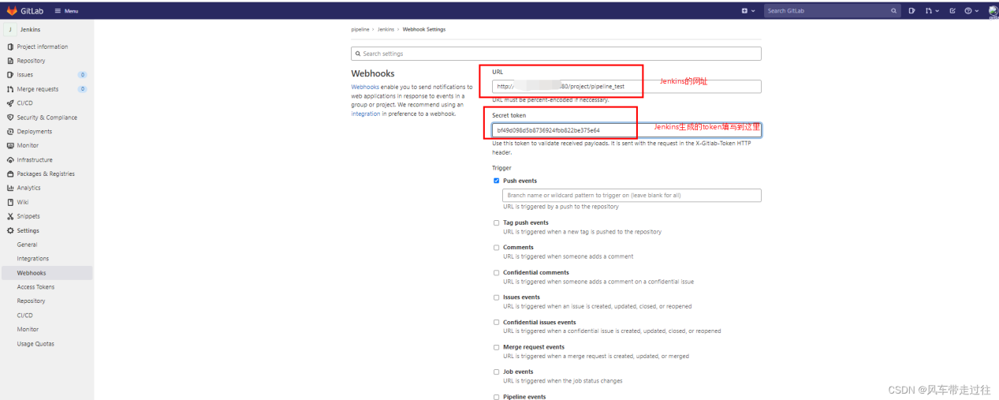 GitLab
Menu
Search GitLab
J Jenkins
Project information
Repository
Issues 0
Merge requests 0
CI/CD
Security & Compliance
Deployments
Monitor
Infrastructure
Packages & Registries
Analytics
Wiki
Snippets
Settings
General
Integrations
Webhooks
Access Tokens
Repository
CI/CD
Monitor
Usage Quotas
pipeline › Jenkins › Webhook Settings
Search settings
Webhooks
Webhooks enable you to send notifications to
web applications in response to events in a
group or project. We recommend using an
integration in preference to a webhook.
URL
http:/ 80/project/pipeline_test
Jenkins的网址
URL must be percent-encoded if neccessary.
Secret token
bf49d098d5b8736924fbb822be375e64
Jenkins生成的token填写到这里
Use this token to validate received payloads. It is sent with the request in the X-Gitlab-Token HTTP
header.
Trigger
Push events
Branch name or wildcard pattern to trigger on (leave blank for all)
URL is triggered by a push to the repository
Tag push events
URL is triggered when a new tag is pushed to the repository
Comments
URL is triggered when someone adds a comment
Confidential comments
URL is triggered when someone adds a comment on a confidential issue
Issues events
URL is triggered when an issue is created, updated, closed, or reopened
Confidential issues events
URL is triggered when a confidential issue is created, updated, closed, or reopened
Merge request events
URL is triggered when a merge request is created, updated, or merged
Job events
URL is triggered when the job status changes
Pipeline events
CSDN @风车带走过往